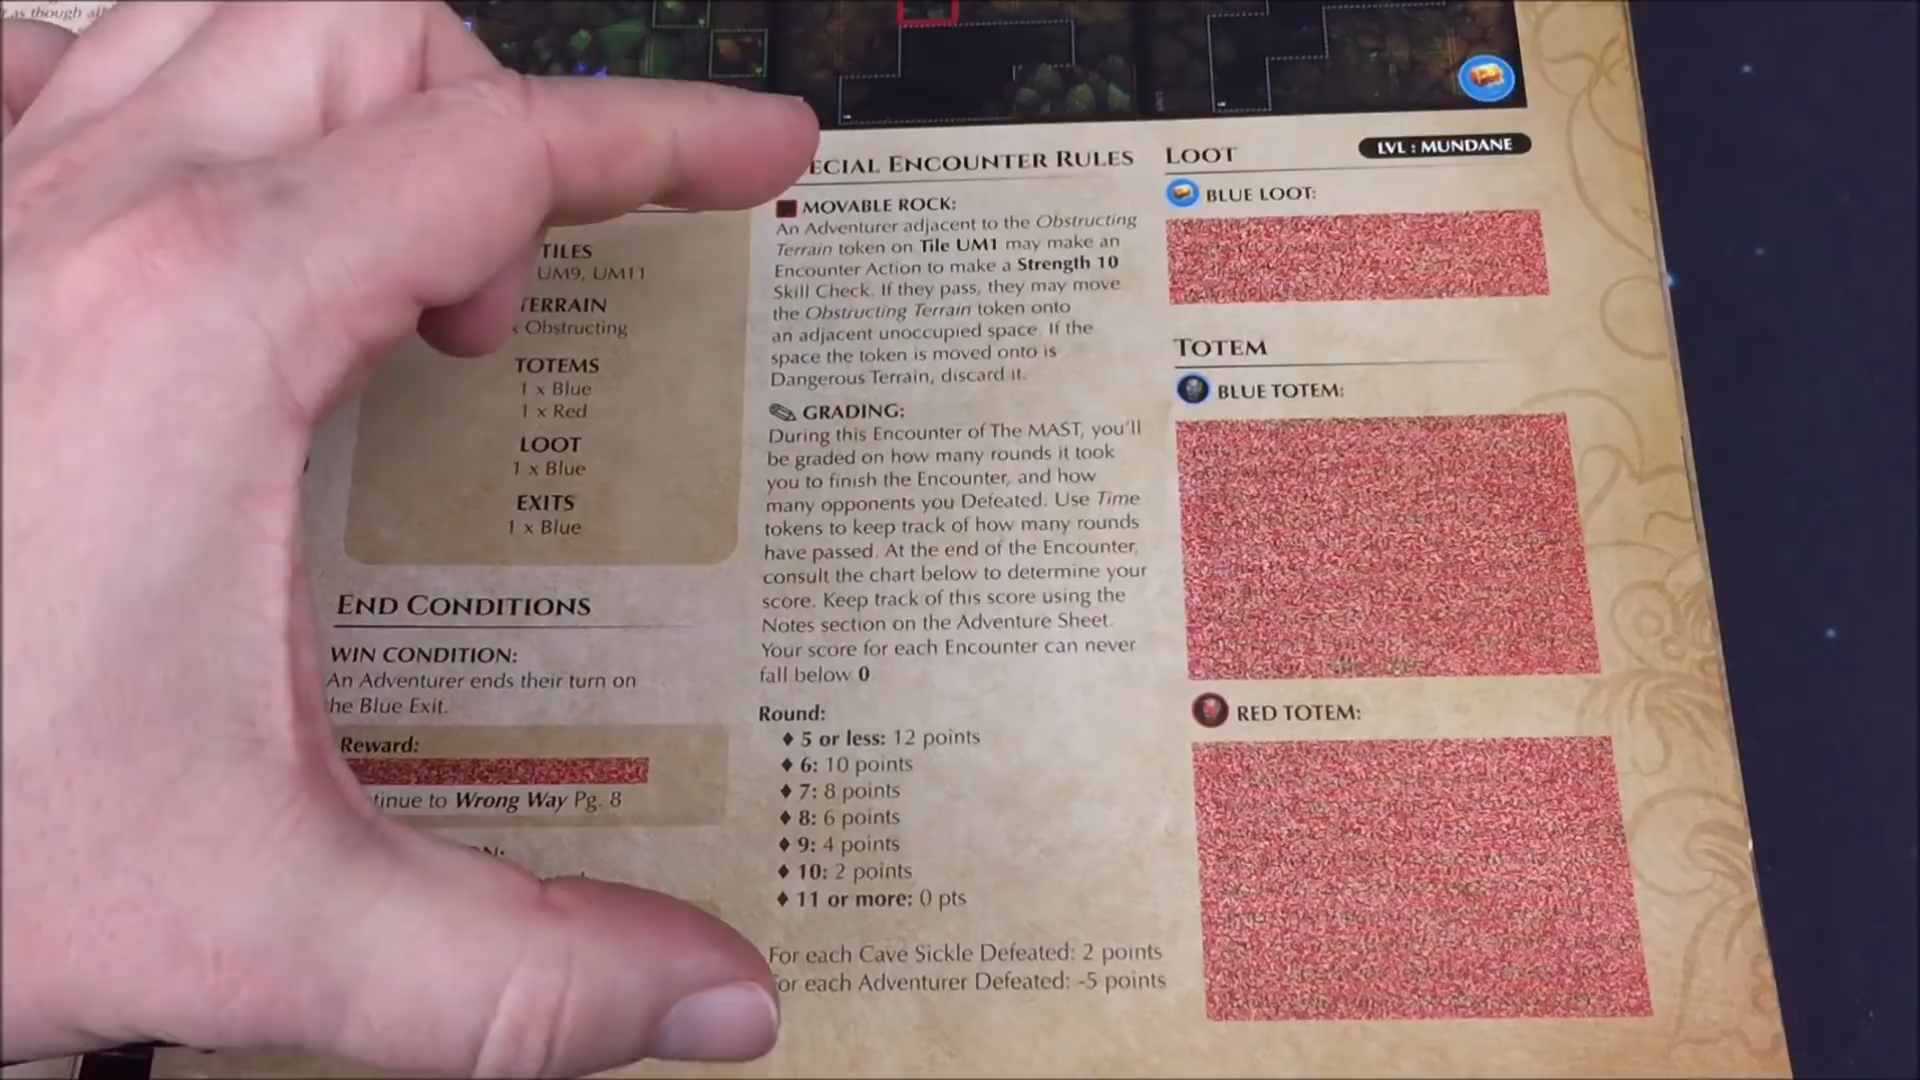 as though all
TILES
UM9, UM11
TERRAIN
Obstructing
TOTEMS
1 x Blue
1 x Red
LOOT
1 x Blue
EXITS
1 x Blue
END CONDITIONS
WIN CONDITION:
An Adventurer ends their turn on
he Blue Exit.
Reward:
tinue to Wrong Way Pg. 8
N:
ECIAL ENCOUNTER RULES
MOVABLE ROCK:
An Adventurer adjacent to the Obstructing
Terrain token on Tile UM1 may make an
Encounter Action to make a Strength 10
Skill Check. If they pass, they may move
the Obstructing Terrain token onto
an adjacent unoccupied space. If the
space the token is moved onto is
Dangerous Terrain, discard it.
GRADING:
During this Encounter of The MAST, you'll
be graded on how many rounds it took
you to finish the Encounter, and how
many opponents you Defeated. Use Time
tokens to keep track of how many rounds
have passed. At the end of the Encounter,
consult the chart below to determine your
score. Keep track of this score using the
Notes section on the Adventure Sheet.
Your score for each Encounter can never
fall below 0
Round:
♦ 5 or less: 12 points
♦ 6: 10 points
♦ 7: 8 points
♦ 8: 6 points
♦ 9: 4 points
♦ 10: 2 points
♦ 11 or more: 0 pts
For each Cave Sickle Defeated: 2 points
or each Adventurer Defeated: -5 points
LOOT
LVL : MUNDANE
BLUE LOOT:
TOTEM
BLUE TOTEM:
RED TOTEM: